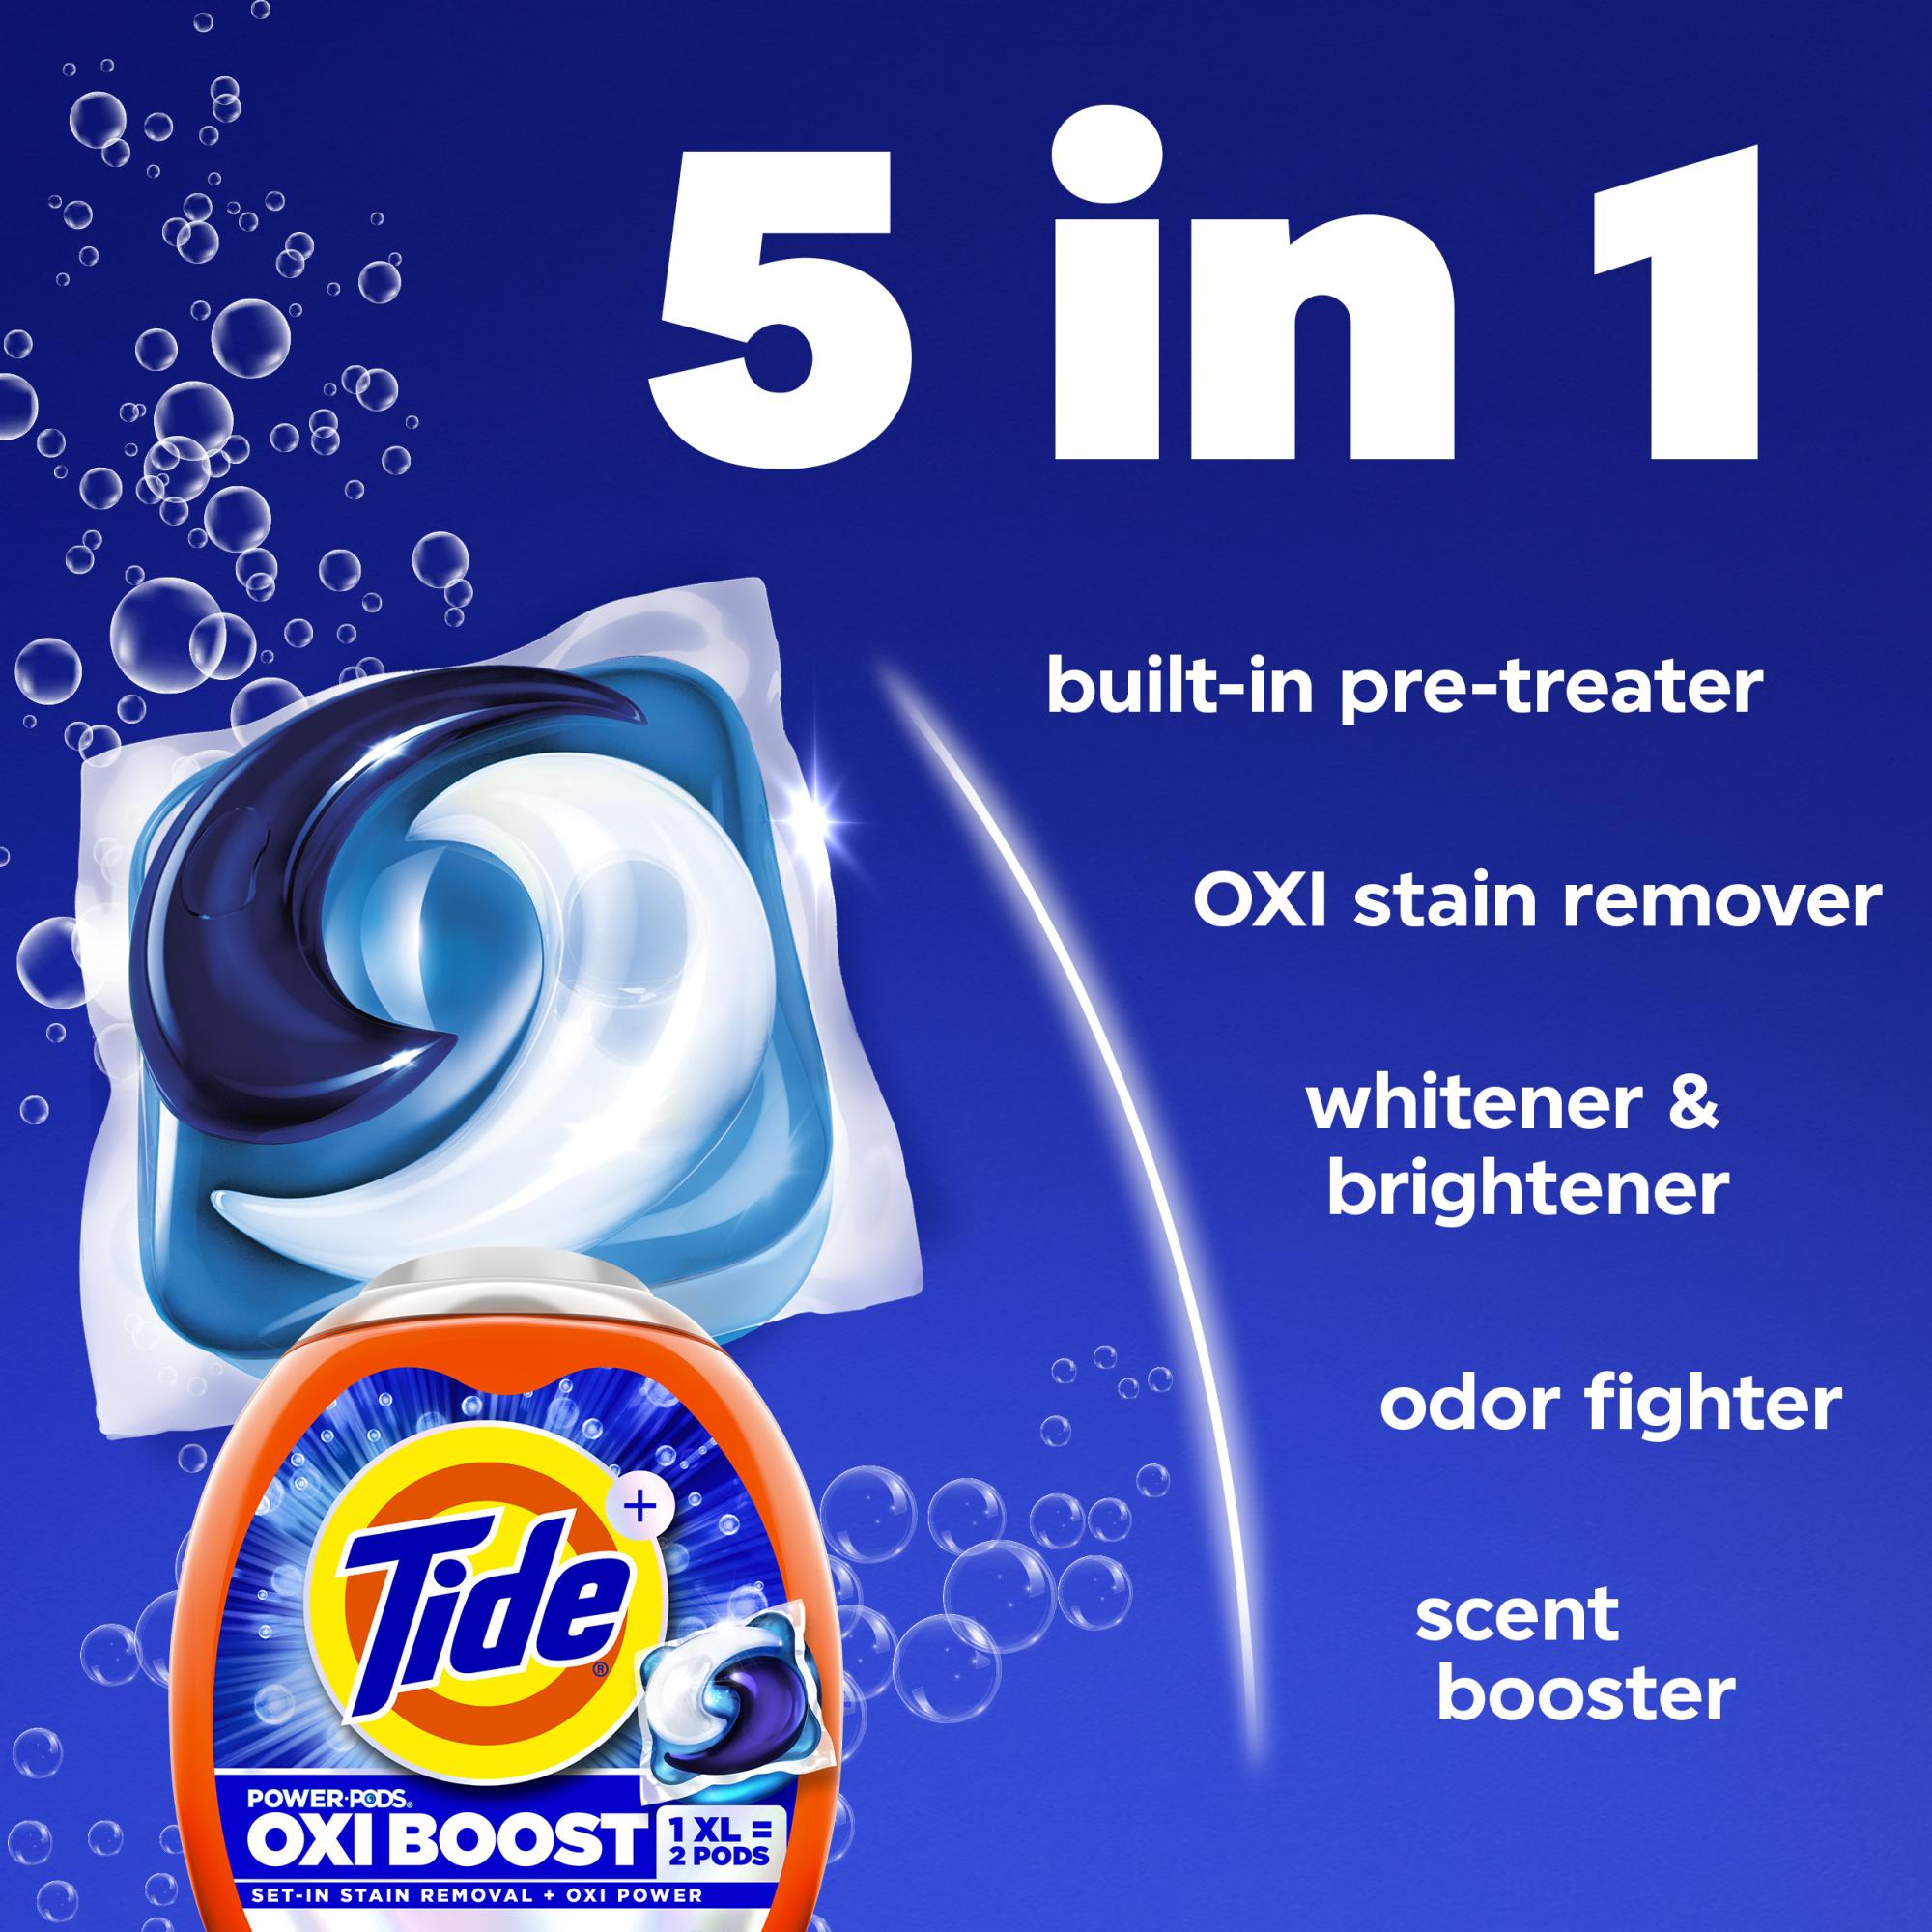 5 in 1
built-in pre-treater
OXI stain remover
whitener &
brightener
odor fighter
scent
booster
+
Tide®
POWER·PODS®
OXI BOOST
1 XL =
2 PODS
SET-IN STAIN REMOVAL + OXI POWER